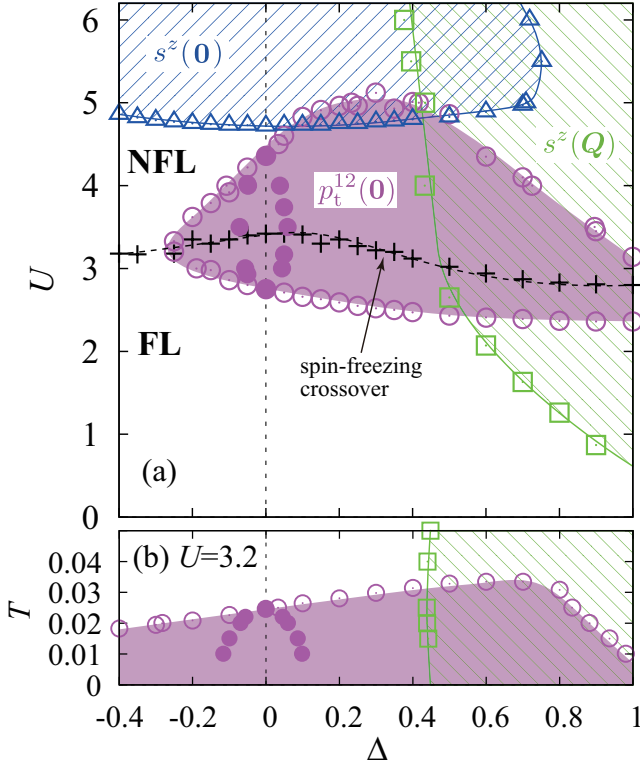 6
5
4
3
2
1
0
U
s^z(0)
NFL
p_t^12(0)
s^z(Q)
FL
spin-freezing
crossover
(a)
(b) U=3.2
T
0.04
0.03
0.02
0.01
0
-0.4 -0.2 0 0.2 0.4 0.6 0.8 1
Δ